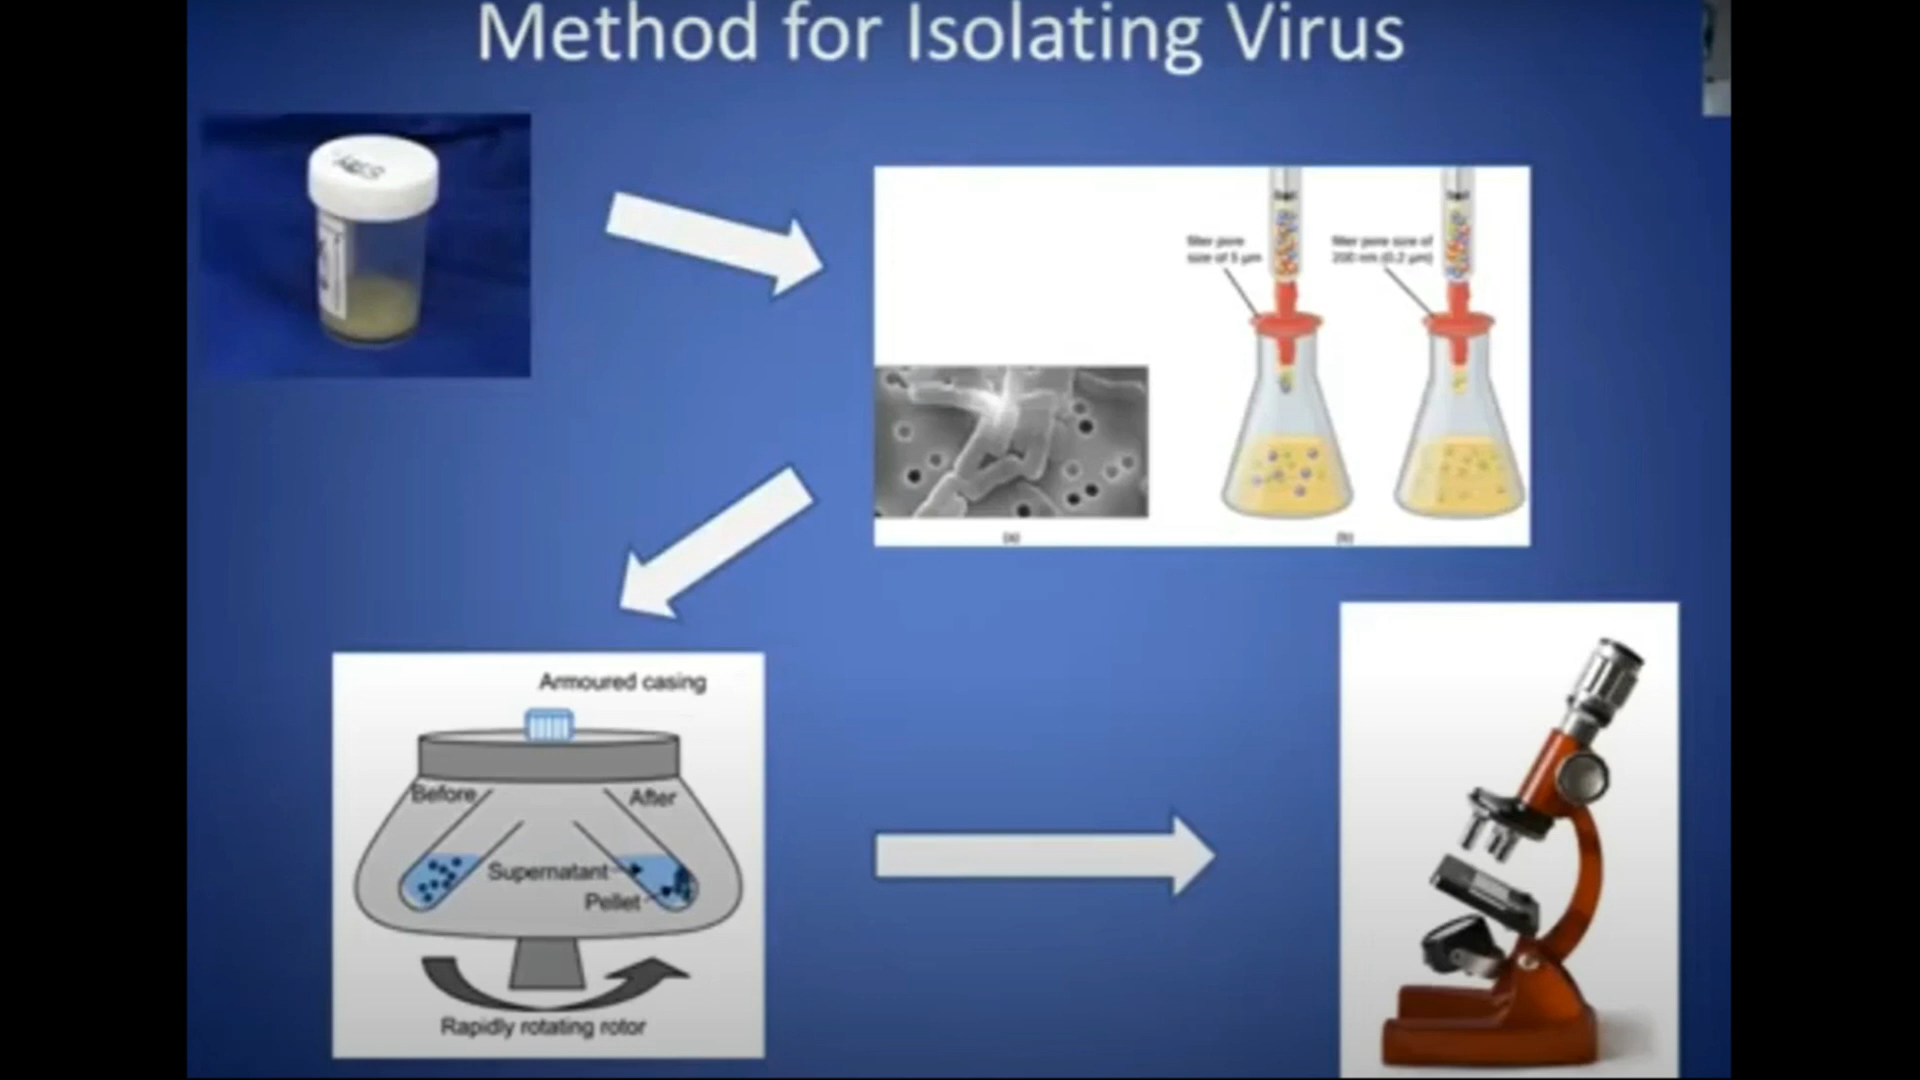 Method for Isolating Virus
filter pore
size of 5 µm
filter pore size of
200 nm (0.2 µm)
(a)
(b)
Armoured casing
Before
After
Supernatant
Pellet
Rapidly rotating rotor